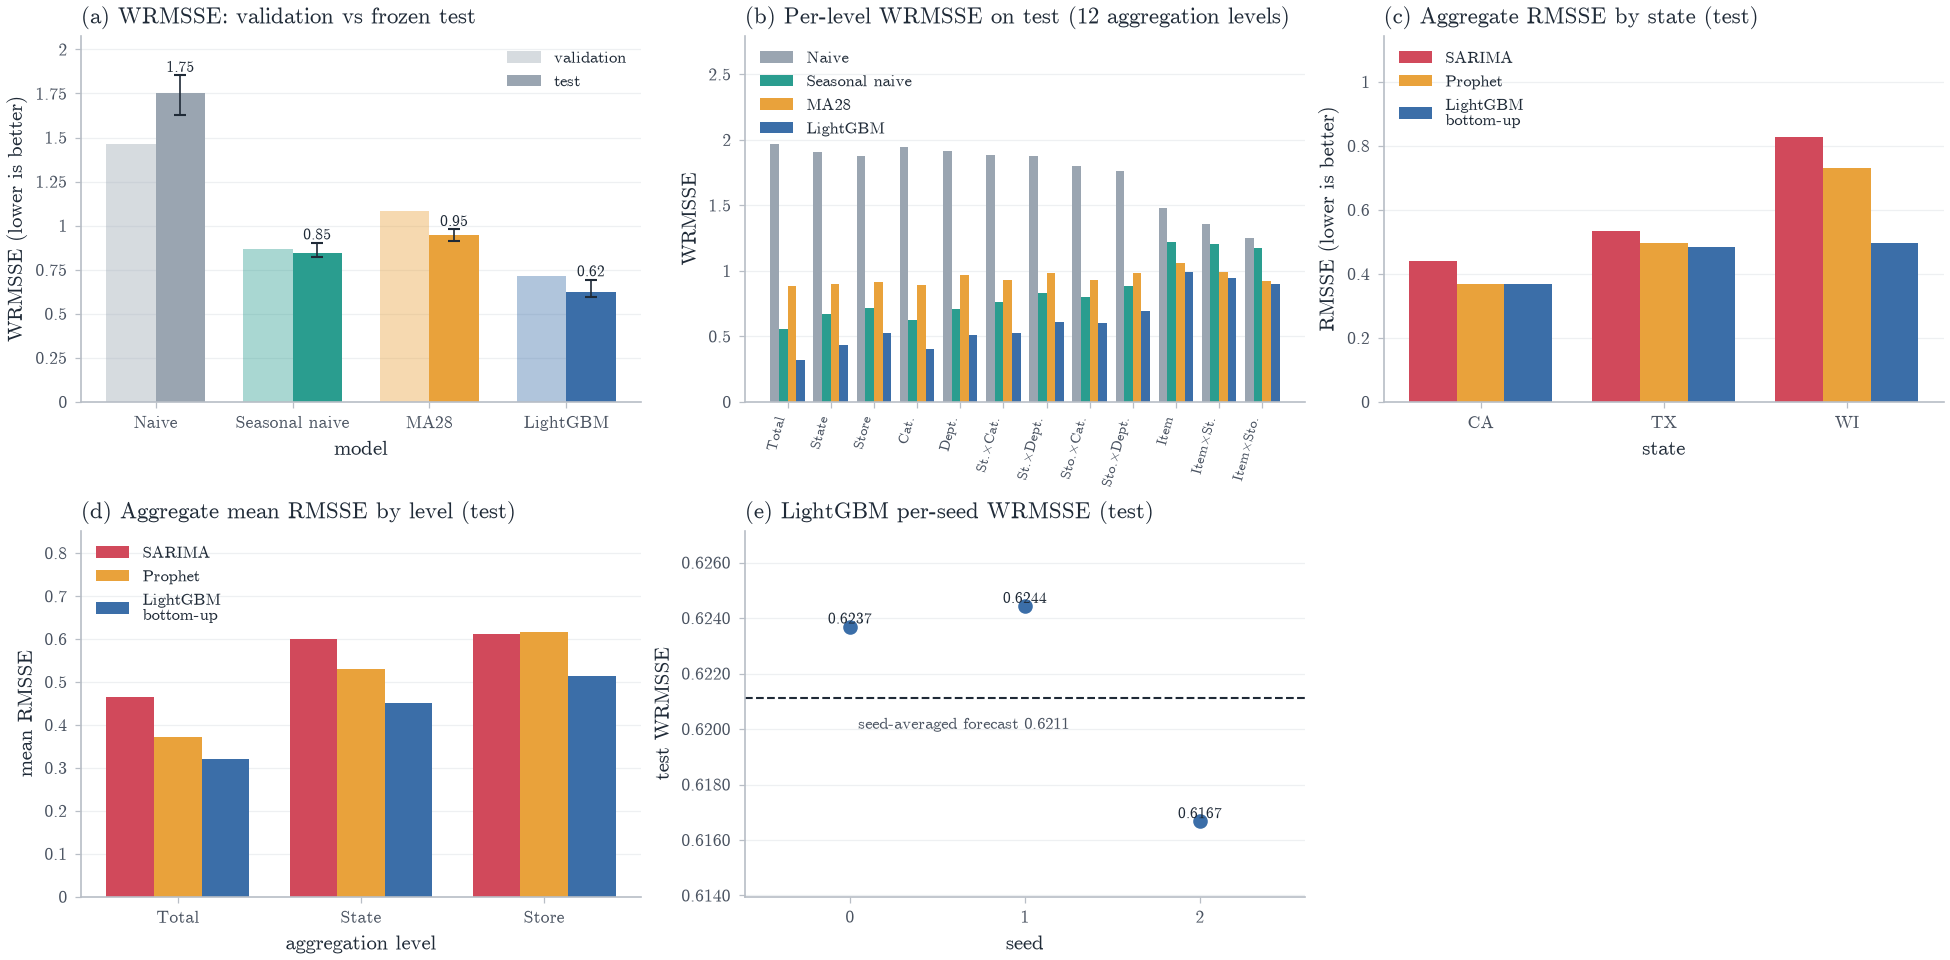 (a) WRMSSE: validation vs frozen test
WRMSSE (lower is better)
2
1.75
1.5
1.25
1
0.75
0.5
0.25
0
validation
test
1.75
0.85
0.95
0.62
Naive
Seasonal naive
MA28
LightGBM
model
(b) Per-level WRMSSE on test (12 aggregation levels)
WRMSSE
2.5
2
1.5
1
0.5
0
Naive
Seasonal naive
MA28
LightGBM
Total
State
Store
Cat.
Dept.
St.×Cat.
St.×Dept.
Sto.×Cat.
Sto.×Dept.
Item
Item×St.
Item×Sto.
(c) Aggregate RMSSE by state (test)
RMSSE (lower is better)
1
0.8
0.6
0.4
0.2
0
SARIMA
Prophet
LightGBM
bottom-up
CA
TX
WI
state
(d) Aggregate mean RMSSE by level (test)
mean RMSSE
0.8
0.7
0.6
0.5
0.4
0.3
0.2
0.1
0
SARIMA
Prophet
LightGBM
bottom-up
Total
State
Store
aggregation level
(e) LightGBM per-seed WRMSSE (test)
test WRMSSE
0.6260
0.6240
0.6220
0.6200
0.6180
0.6160
0.6140
0.6237
0.6244
0.6167
seed-averaged forecast 0.6211
0
1
2
seed